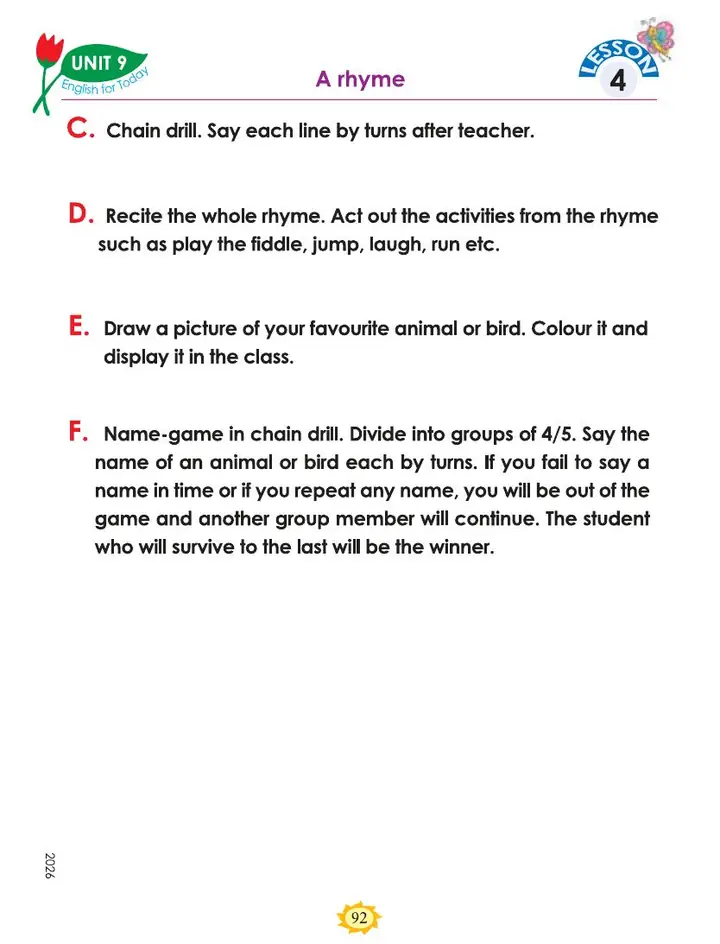 UNIT 9
English for Today
A rhyme
LESSON
4
C. Chain drill. Say each line by turns after teacher.
D. Recite the whole rhyme. Act out the activities from the rhyme
such as play the fiddle, jump, laugh, run etc.
E. Draw a picture of your favourite animal or bird. Colour it and
display it in the class.
F. Name-game in chain drill. Divide into groups of 4/5. Say the
name of an animal or bird each by turns. If you fail to say a
name in time or if you repeat any name, you will be out of the
game and another group member will continue. The student
who will survive to the last will be the winner.
2026
92